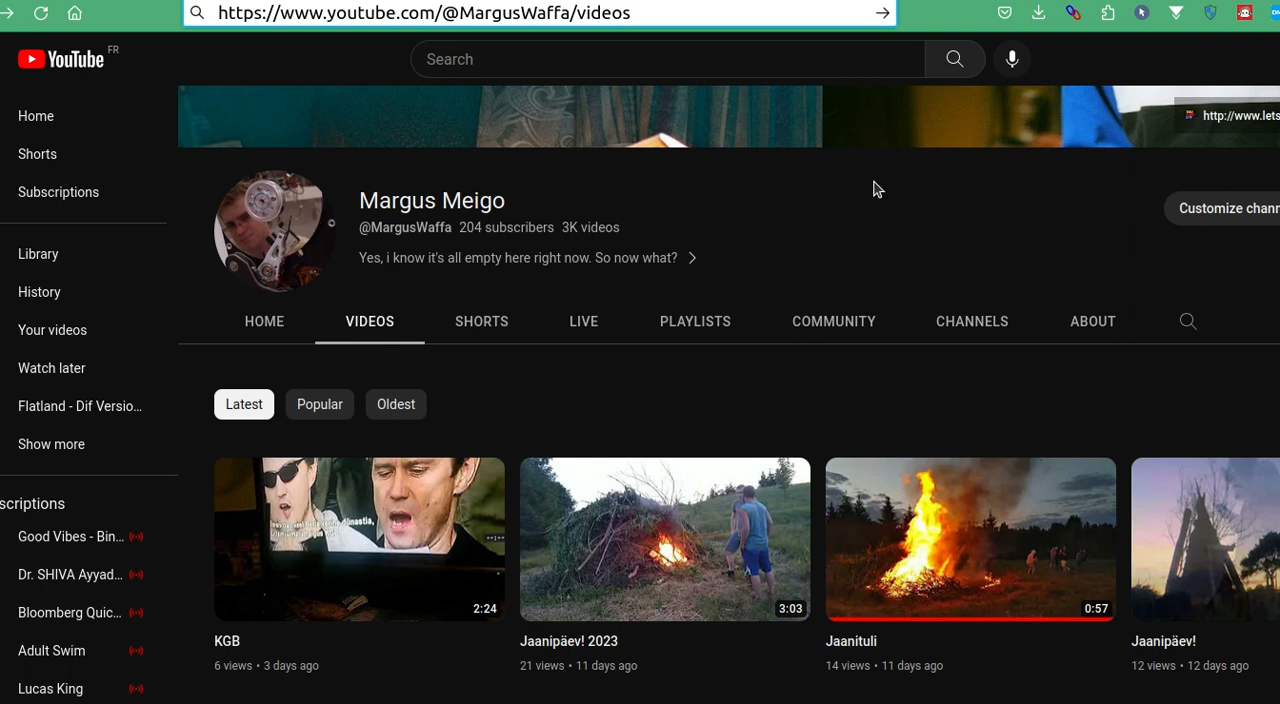 https://www.youtube.com/@MargusWaffa/videos
YouTube FR
Search
http://www.lets
Home
Shorts
Subscriptions
Library
History
Your videos
Watch later
Flatland - Dif Versio...
Show more
scriptions
Good Vibes - Bin...
Dr. SHIVA Ayyad...
Bloomberg Quic...
Adult Swim
Lucas King
Margus Meigo
@MargusWaffa 204 subscribers 3K videos
Yes, i know it's all empty here right now. So now what?
Customize chann
HOME VIDEOS SHORTS LIVE PLAYLISTS COMMUNITY CHANNELS ABOUT
Latest Popular Oldest
2:24
KGB
6 views • 3 days ago
3:03
Jaanipäev! 2023
21 views • 11 days ago
0:57
Jaanituli
14 views • 11 days ago
Jaanipäev!
12 views • 12 days ago